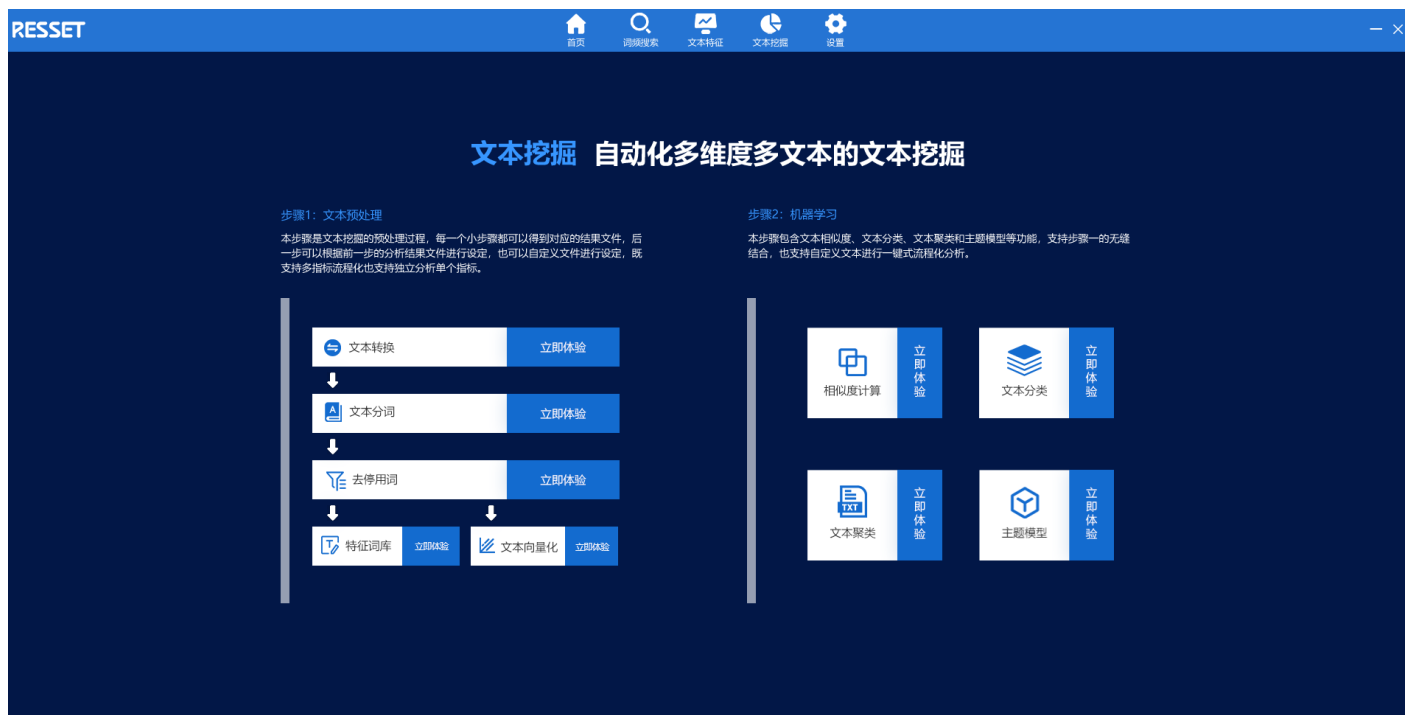 RESSET
首页
词频搜索
文本特征
文本挖掘
设置
文本挖掘 自动化多维度多文本的文本挖掘
步骤1：文本预处理
本步骤是文本挖掘的预处理过程，每一个小步骤都可以得到对应的结果文件，后
一步可以根据前一步的分析结果文件进行设定，也可以自定义文件进行设定，既
支持多指标流程化也支持独立分析单个指标。
文本转换
立即体验
A
文本分词
立即体验
去停用词
立即体验
T
特征词库
立即体验
文本向量化
立即体验
步骤2：机器学习
本步骤包含文本相似度、文本分类、文本聚类和主题模型等功能，支持步骤一的无缝
结合，也支持自定义文本进行一键式流程化分析。
相似度计算
立即体验
文本分类
立即体验
TXT
文本聚类
立即体验
主题模型
立即体验